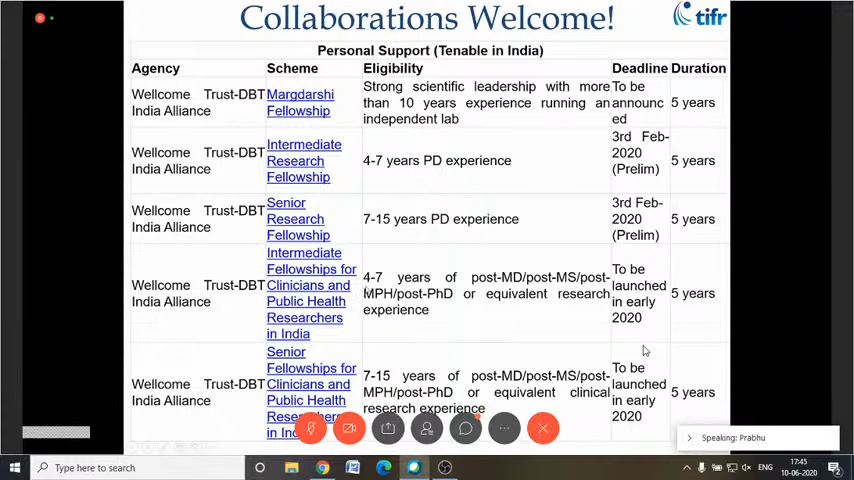 Collaborations Welcome!
tifr
Personal Support (Tenable in India)
Agency Scheme Eligibility Deadline Duration
Wellcome Trust-DBT
India Alliance
Margdarshi
Fellowship
Strong scientific leadership with more
than 10 years experience running an
independent lab
To be
announc
ed
5 years
Wellcome Trust-DBT
India Alliance
Intermediate
Research
Fellowship
4-7 years PD experience
3rd Feb-
2020
(Prelim)
5 years
Wellcome Trust-DBT
India Alliance
Senior
Research
Fellowship
7-15 years PD experience
3rd Feb-
2020
(Prelim)
5 years
Wellcome Trust-DBT
India Alliance
Intermediate
Fellowships for
Clinicians and
Public Health
Researchers
in India
4-7 years of post-MD/post-MS/post-
MPH/post-PhD or equivalent research
experience
To be
launched
in early
2020
5 years
Wellcome Trust-DBT
India Alliance
Senior
Fellowships for
Clinicians and
Public Health
7-15 years of post-MD/post-MS/post-
MPH/post-PhD or equivalent clinical
research experience
To be
launched
in early
2020
5 years
Speaking: Prabhu
Type here to search
ENG
17:45
10-06-2020